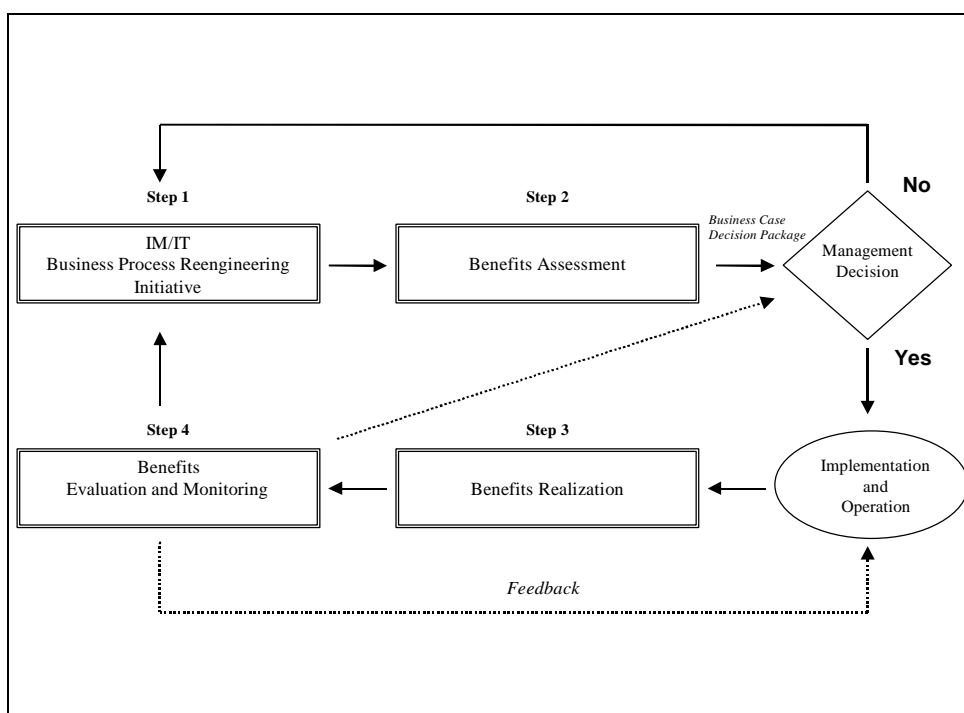 Step 1
Step 2
No
IM/IT
Business Process Reengineering
Initiative
Benefits Assessment
Business Case
Decision Package
Management
Decision
Yes
Step 4
Step 3
Benefits
Evaluation and Monitoring
Benefits Realization
Implementation
and
Operation
Feedback